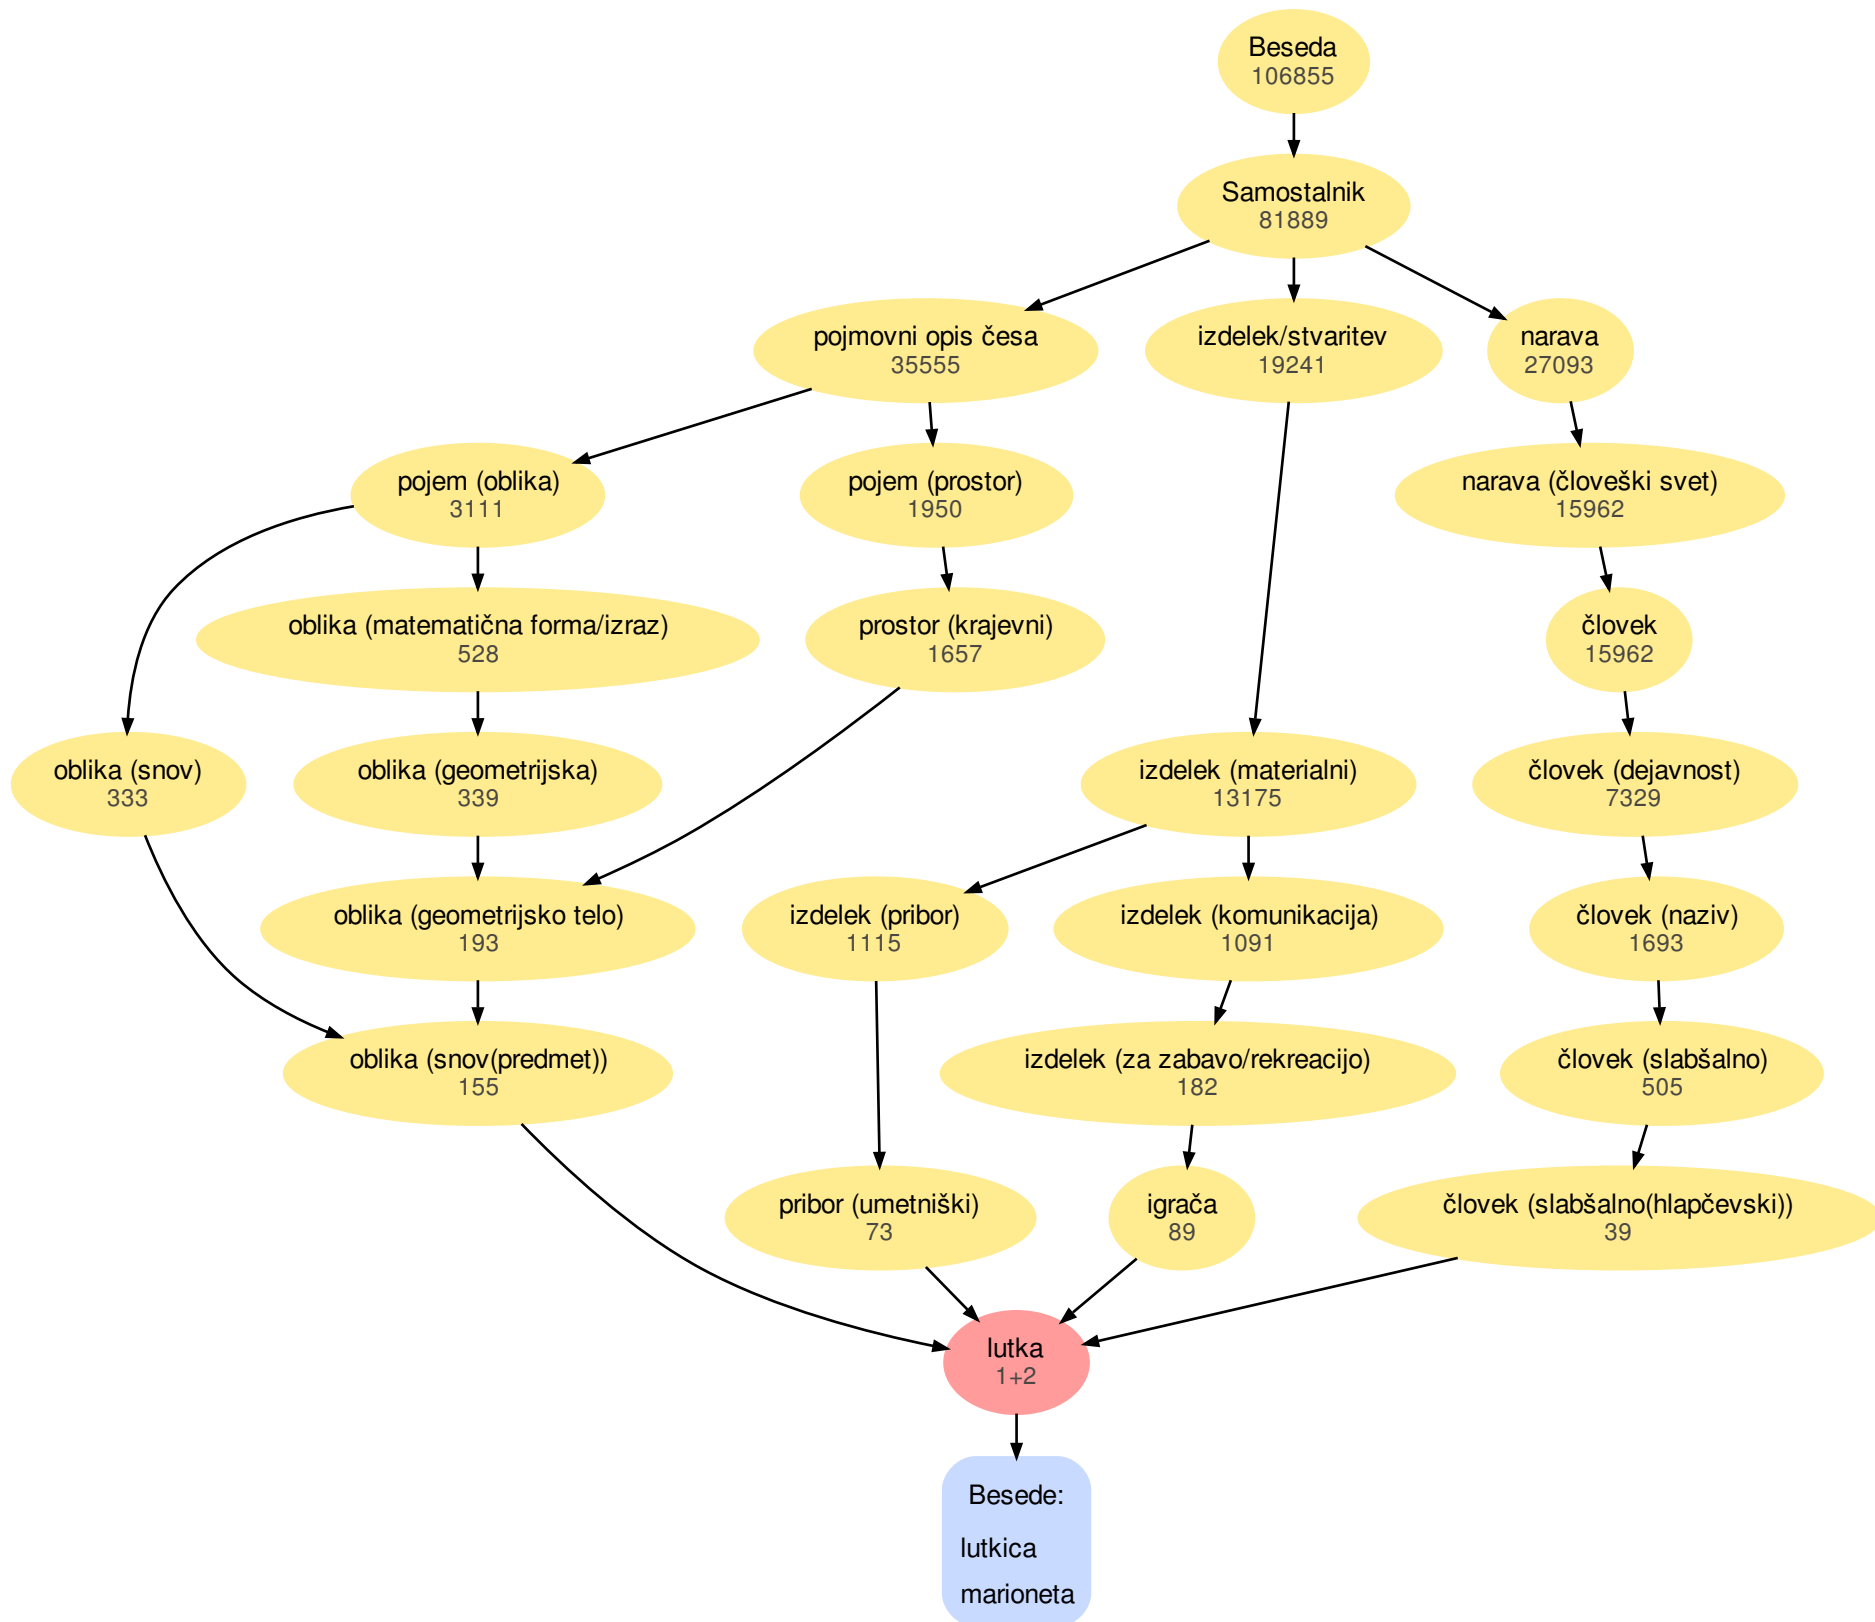 Beseda
106855
Samostalnik
81889
pojmovni opis česa
35555
izdelek/stvaritev
19241
narava
27093
pojem (oblika)
3111
pojem (prostor)
1950
narava (človeški svet)
15962
oblika (matematična forma/izraz)
528
prostor (krajevni)
1657
človek
15962
oblika (snov)
333
oblika (geometrijska)
339
izdelek (materialni)
13175
človek (dejavnost)
7329
oblika (geometrijsko telo)
193
izdelek (pribor)
1115
izdelek (komunikacija)
1091
človek (naziv)
1693
oblika (snov(predmet))
155
izdelek (za zabavo/rekreacijo)
182
človek (slabšalno)
505
pribor (umetniški)
73
igrača
89
človek (slabšalno(hlapčevski))
39
lutka
1+2
Besede:
lutkica
marioneta